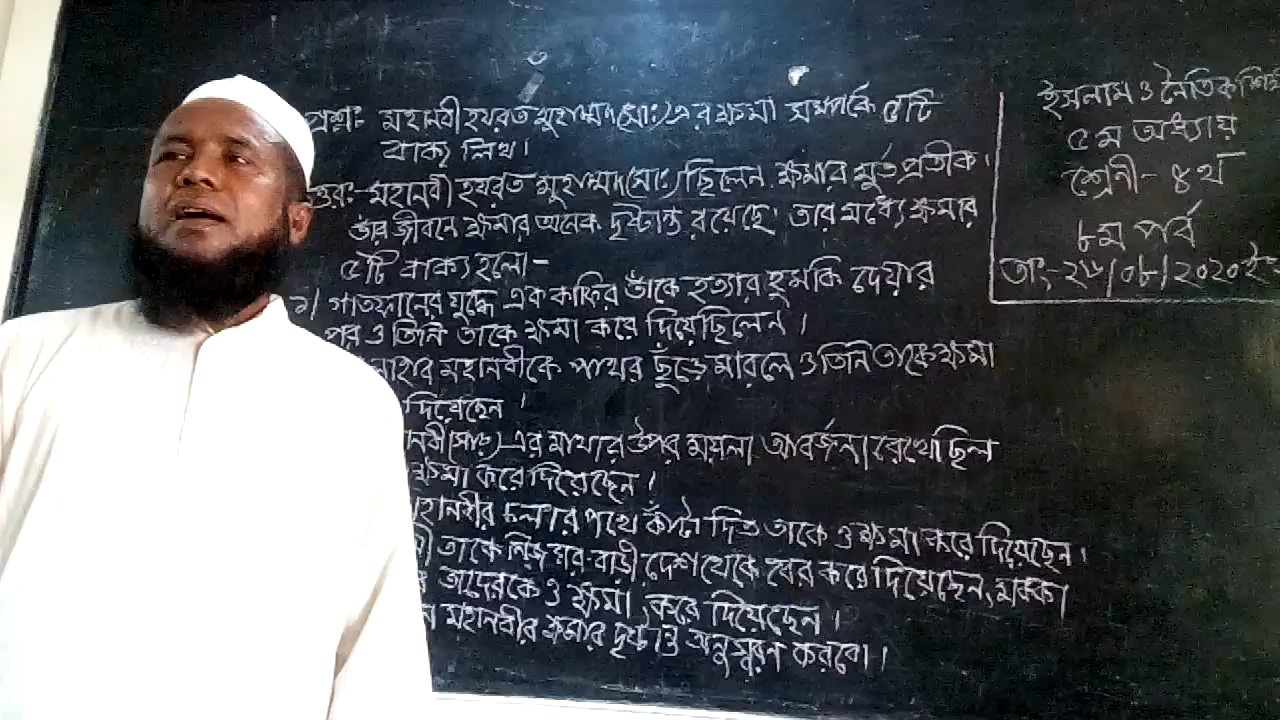 প্রশ্ন:- মহানবী হযরত মুহাম্মদ(সাঃ) এর ক্ষমা সম্পর্কে ৫টি
বাক্য লিখ।
উত্তরঃ- মহানবী হযরত মুহাম্মদ(সাঃ) ছিলেন ক্ষমার মুর্ত প্রতীক।
তাঁর জীবনে ক্ষমার অনেক দৃষ্টান্ত রয়েছে। তার মধ্যে ক্ষমার
৫টি বাক্য হলো-
১। গাতফানের যুদ্ধে এক কাফির তাঁকে হত্যার হুমকি দেয়ার
পর ও তিনি তাকে ক্ষমা করে দিয়েছিলেন।
মহানবীকে পাথর ছুঁড়ে মারলে ও তিনি তাকে ক্ষমা
দিয়েছেন।
নবী(সাঃ) এর মাথার উপর ময়লা আবর্জনা রেখেছিল
ক্ষমা করে দিয়েছেন।
মহানবীর চলার পথে কাঁটা দিত তাকে ও ক্ষমা করে দিয়েছেন।
তাকে নিজ ঘর-বাড়ী দেশ থেকে বের করে দিয়েছেন, মক্কা
তাদেরকে ও ক্ষমা করে দিয়েছেন।
মহানবীর ক্ষমার দৃষ্টান্ত অনুস্বরণ করবো।
ইসলাম ও নৈতিক শিক্ষা
৫ম অধ্যায়
শ্রেনী- ৪র্থ
৮ম পর্ব
তাং-২৬/০৮/২০২০ইং